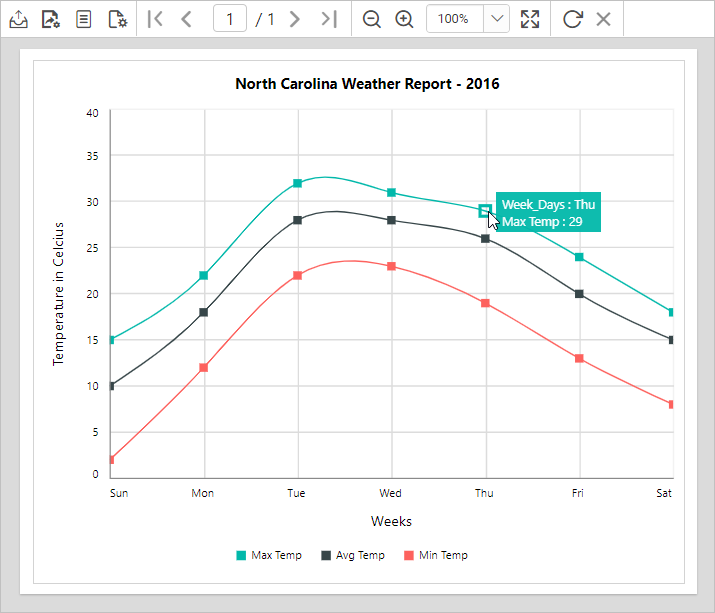 1 / 1 100%
North Carolina Weather Report - 2016
40
35
30
25
20
15
10
5
0
Temperature in Celcius
Week_Days : Thu
Max Temp : 29
Sun Mon Tue Wed Thu Fri Sat
Weeks
Max Temp Avg Temp Min Temp